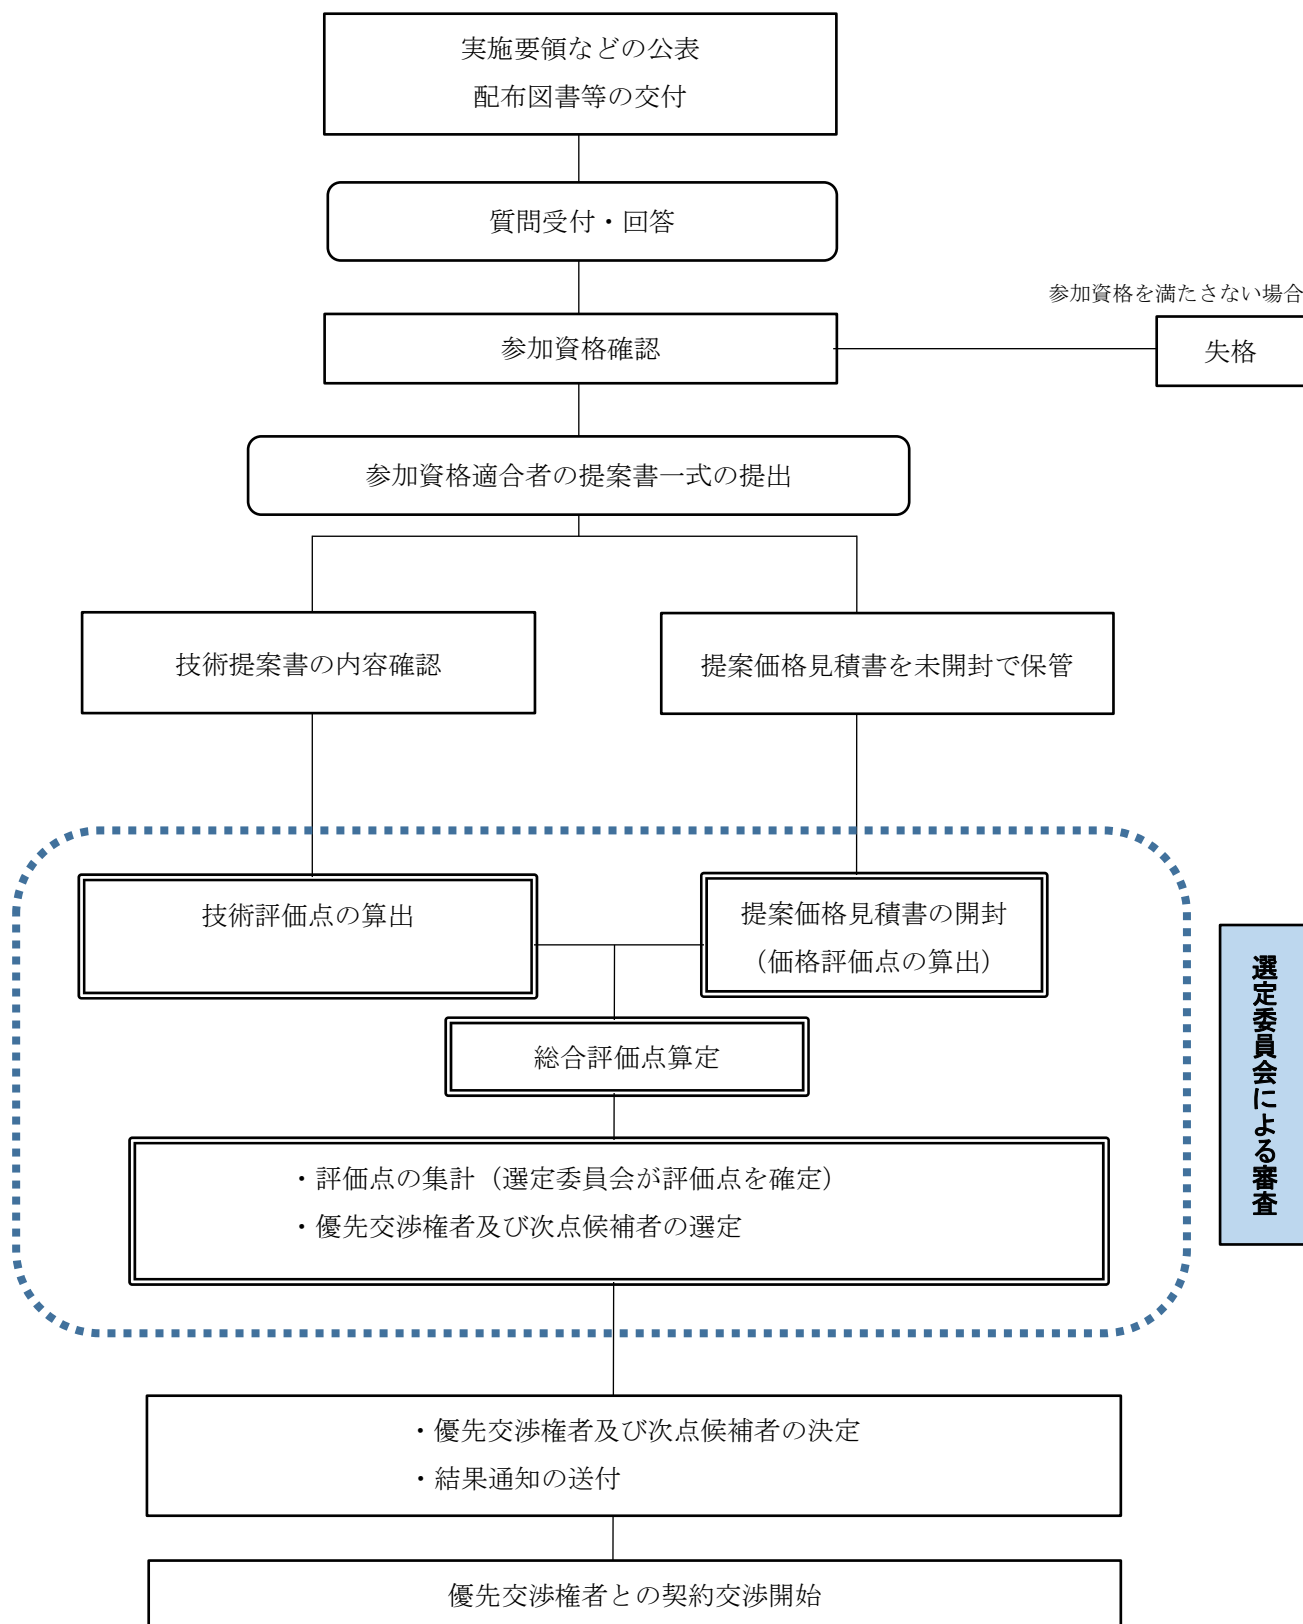 実施要領などの公表
配布図書等の交付
質問受付・回答
参加資格を満たさない場合
参加資格確認
失格
参加資格適合者の提案書一式の提出
技術提案書の内容確認
提案価格見積書を未開封で保管
技術評価点の算出
提案価格見積書の開封
（価格評価点の算出）
選定委員会による審査
総合評価点算定
・評価点の集計（選定委員会が評価点を確定）
・優先交渉権者及び次点候補者の選定
・優先交渉権者及び次点候補者の決定
・結果通知の送付
優先交渉権者との契約交渉開始